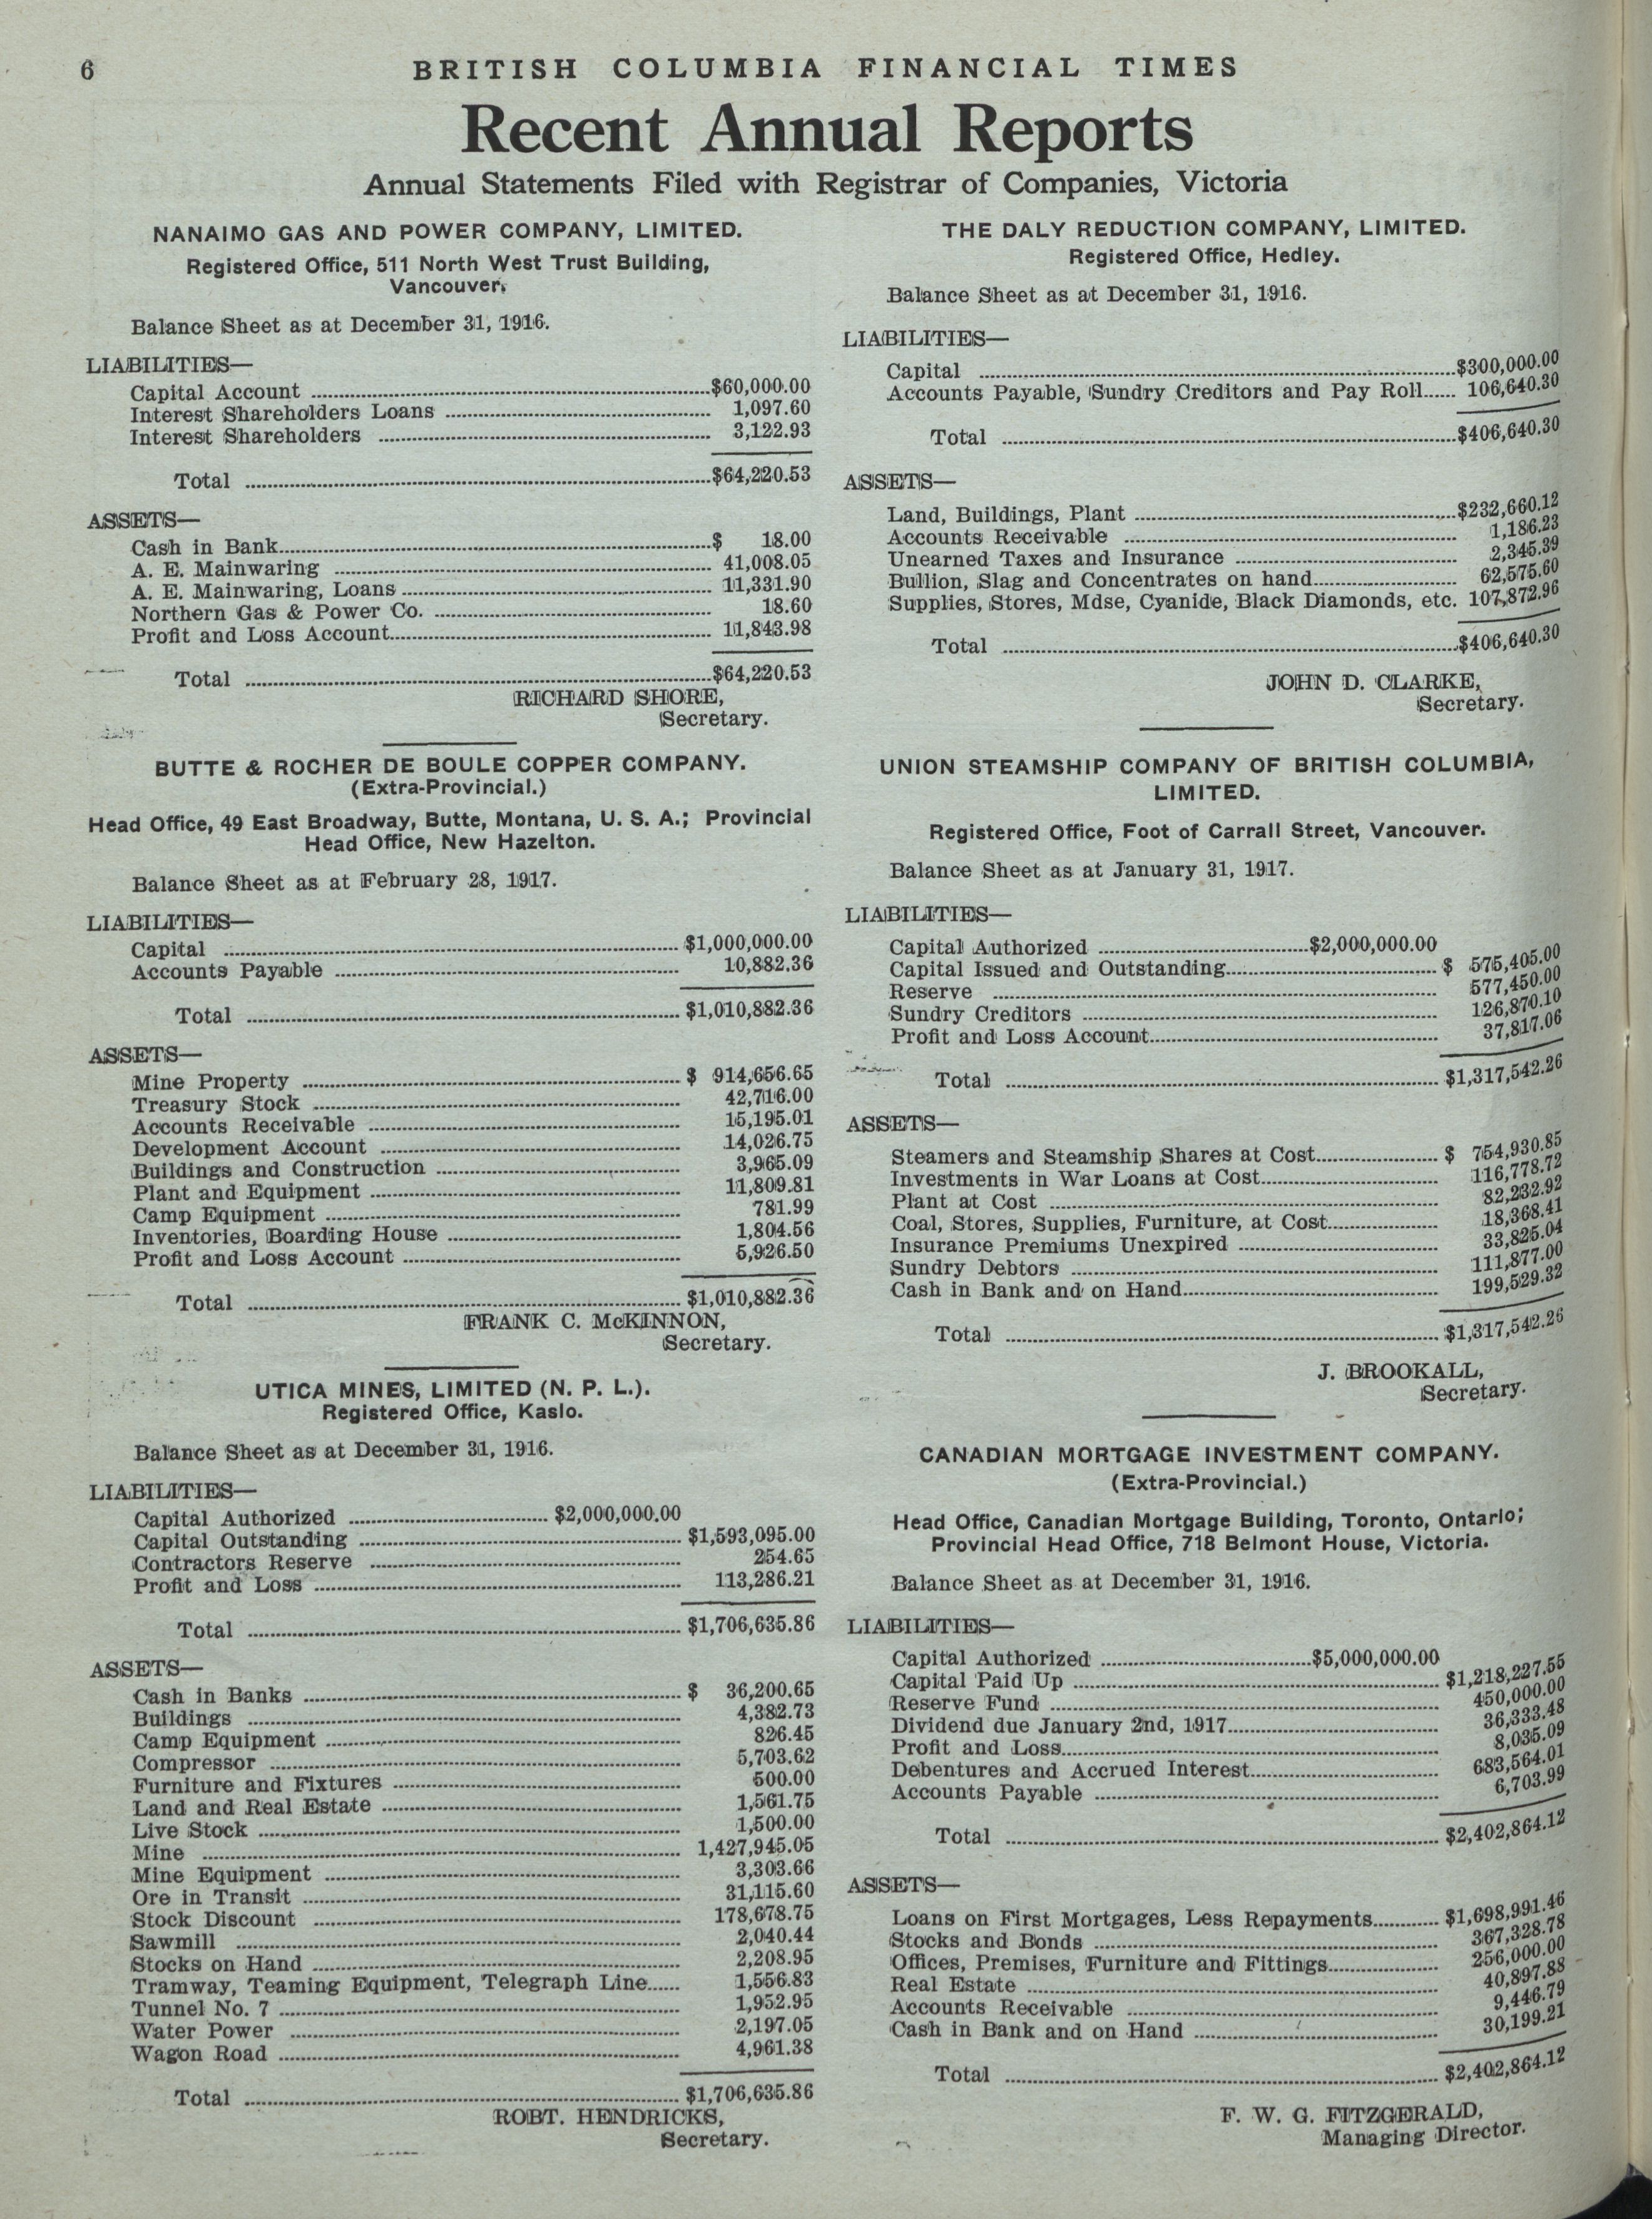 6
BRITISH COLUMBIA FINANCIAL TIMES
Recent Annual Reports
Annual Statements Filed with Registrar of Companies, Victoria
NANAIMO GAS AND POWER COMPANY, LIMITED.
Registered Office, 511 North West Trust Building,
Vancouver.
Balance Sheet as at December 31, 1916.
LIABILITIES—
Capital Account ........ $60,000.00
Interest Shareholders Loans ........ 1,097.60
Interest Shareholders ........ 3,122.93
Total ........ $64,220.53
ASSETS—
Cash in Bank ........ $ 18.00
A. E. Mainwaring ........ 41,008.05
A. E. Mainwaring, Loans ........ 11,331.90
Northern Gas & Power Co. ........ 18.60
Profit and Loss Account ........ 11,843.98
Total ........ $64,220.53
RICHARD SHORE,
Secretary.
BUTTE & ROCHER DE BOULE COPPER COMPANY.
(Extra-Provincial.)
Head Office, 49 East Broadway, Butte, Montana, U. S. A.; Provincial
Head Office, New Hazelton.
Balance Sheet as at February 28, 1917.
LIABILITIES—
Capital ........ $1,000,000.00
Accounts Payable ........ 10,882.36
Total ........ $1,010,882.36
ASSETS—
Mine Property ........ $ 914,656.65
Treasury Stock ........ 42,716.00
Accounts Receivable ........ 15,195.01
Development Account ........ 14,026.75
Buildings and Construction ........ 3,965.09
Plant and Equipment ........ 11,809.81
Camp Equipment ........ 781.99
Inventories, Boarding House ........ 1,804.56
Profit and Loss Account ........ 5,926.50
Total ........ $1,010,882.36
FRANK C. McKINNON,
Secretary.
UTICA MINES, LIMITED (N. P. L.).
Registered Office, Kaslo.
Balance Sheet as at December 31, 1916.
LIABILITIES—
Capital Authorized ........ $2,000,000.00
Capital Outstanding ........ $1,593,095.00
Contractors Reserve ........ 254.65
Profit and Loss ........ 113,286.21
Total ........ $1,706,635.86
ASSETS—
Cash in Banks ........ $ 36,200.65
Buildings ........ 4,382.73
Camp Equipment ........ 826.45
Compressor ........ 5,703.62
Furniture and Fixtures ........ 500.00
Land and Real Estate ........ 1,561.75
Live Stock ........ 1,500.00
Mine ........ 1,427,945.05
Mine Equipment ........ 3,303.66
Ore in Transit ........ 31,115.60
Stock Discount ........ 178,678.75
Sawmill ........ 2,040.44
Stocks on Hand ........ 2,208.95
Tramway, Teaming Equipment, Telegraph Line ........ 1,556.83
Tunnel No. 7 ........ 1,952.95
Water Power ........ 2,197.05
Wagon Road ........ 4,961.38
Total ........ $1,706,635.86
ROBT. HENDRICKS,
Secretary.
THE DALY REDUCTION COMPANY, LIMITED.
Registered Office, Hedley.
Balance Sheet as at December 31, 1916.
LIABILITIES—
Capital ........ $300,000.00
Accounts Payable, Sundry Creditors and Pay Roll ...... 106,640.30
Total ........ $406,640.30
ASSETS—
Land, Buildings, Plant ........ $232,660.12
Accounts Receivable ........ 1,186.23
Unearned Taxes and Insurance ........ 2,345.39
Bullion, Slag and Concentrates on hand ........ 62,575.60
Supplies, Stores, Mdse, Cyanide, Black Diamonds, etc. 107,872.96
Total ........ $406,640.30
JOHN D. CLARKE,
Secretary.
UNION STEAMSHIP COMPANY OF BRITISH COLUMBIA,
LIMITED.
Registered Office, Foot of Carrall Street, Vancouver.
Balance Sheet as at January 31, 1917.
LIABILITIES—
Capital Authorized ........ $2,000,000.00
Capital Issued and Outstanding ........ $ 575,405.00
Reserve ........ 577,450.00
Sundry Creditors ........ 126,870.10
Profit and Loss Account ........ 37,817.06
Total ........ $1,317,542.26
ASSETS—
Steamers and Steamship Shares at Cost ........ $ 754,930.85
Investments in War Loans at Cost ........ 116,778.72
Plant at Cost ........ 82,232.92
Coal, Stores, Supplies, Furniture, at Cost ........ 18,368.41
Insurance Premiums Unexpired ........ 33,825.04
Sundry Debtors ........ 111,877.00
Cash in Bank and on Hand ........ 199,529.32
Total ........ $1,317,542.26
J. BROOKALL,
Secretary.
CANADIAN MORTGAGE INVESTMENT COMPANY.
(Extra-Provincial.)
Head Office, Canadian Mortgage Building, Toronto, Ontario;
Provincial Head Office, 718 Belmont House, Victoria.
Balance Sheet as at December 31, 1916.
LIABILITIES—
Capital Authorized ........ $5,000,000.00
Capital Paid Up ........ $1,218,227.55
Reserve Fund ........ 450,000.00
Dividend due January 2nd, 1917 ........ 36,333.48
Profit and Loss ........ 8,035.09
Debentures and Accrued Interest ........ 683,564.01
Accounts Payable ........ 6,703.99
Total ........ $2,402,864.12
ASSETS—
Loans on First Mortgages, Less Repayments ........ $1,698,991.46
Stocks and Bonds ........ 367,328.78
Offices, Premises, Furniture and Fittings ........ 256,000.00
Real Estate ........ 40,897.88
Accounts Receivable ........ 9,446.79
Cash in Bank and on Hand ........ 30,199.21
Total ........ $2,402,864.12
F. W. G. FITZGERALD,
Managing Director.